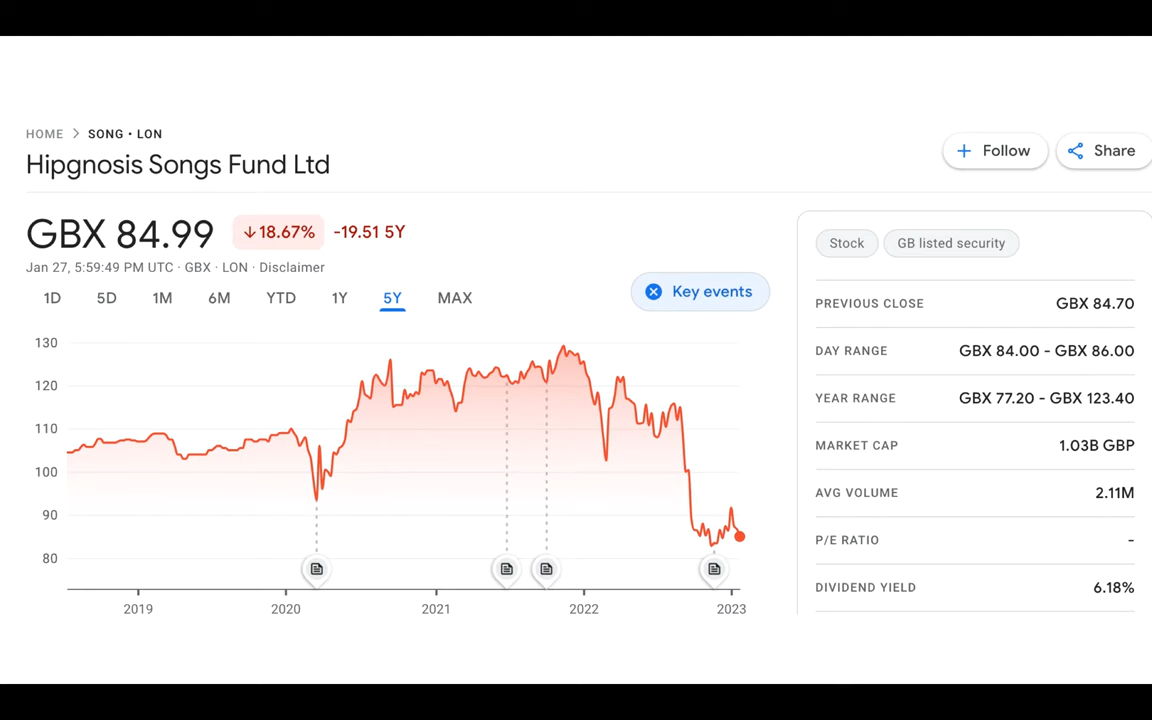 HOME > SONG • LON
Hipgnosis Songs Fund Ltd
+ Follow
Share
GBX 84.99 ↓18.67% -19.51 5Y
Jan 27, 5:59:49 PM UTC · GBX · LON · Disclaimer
1D 5D 1M 6M YTD 1Y 5Y MAX
Key events
130
120
110
100
90
80
2019 2020 2021 2022 2023
Stock GB listed security
PREVIOUS CLOSE GBX 84.70
DAY RANGE GBX 84.00 - GBX 86.00
YEAR RANGE GBX 77.20 - GBX 123.40
MARKET CAP 1.03B GBP
AVG VOLUME 2.11M
P/E RATIO -
DIVIDEND YIELD 6.18%